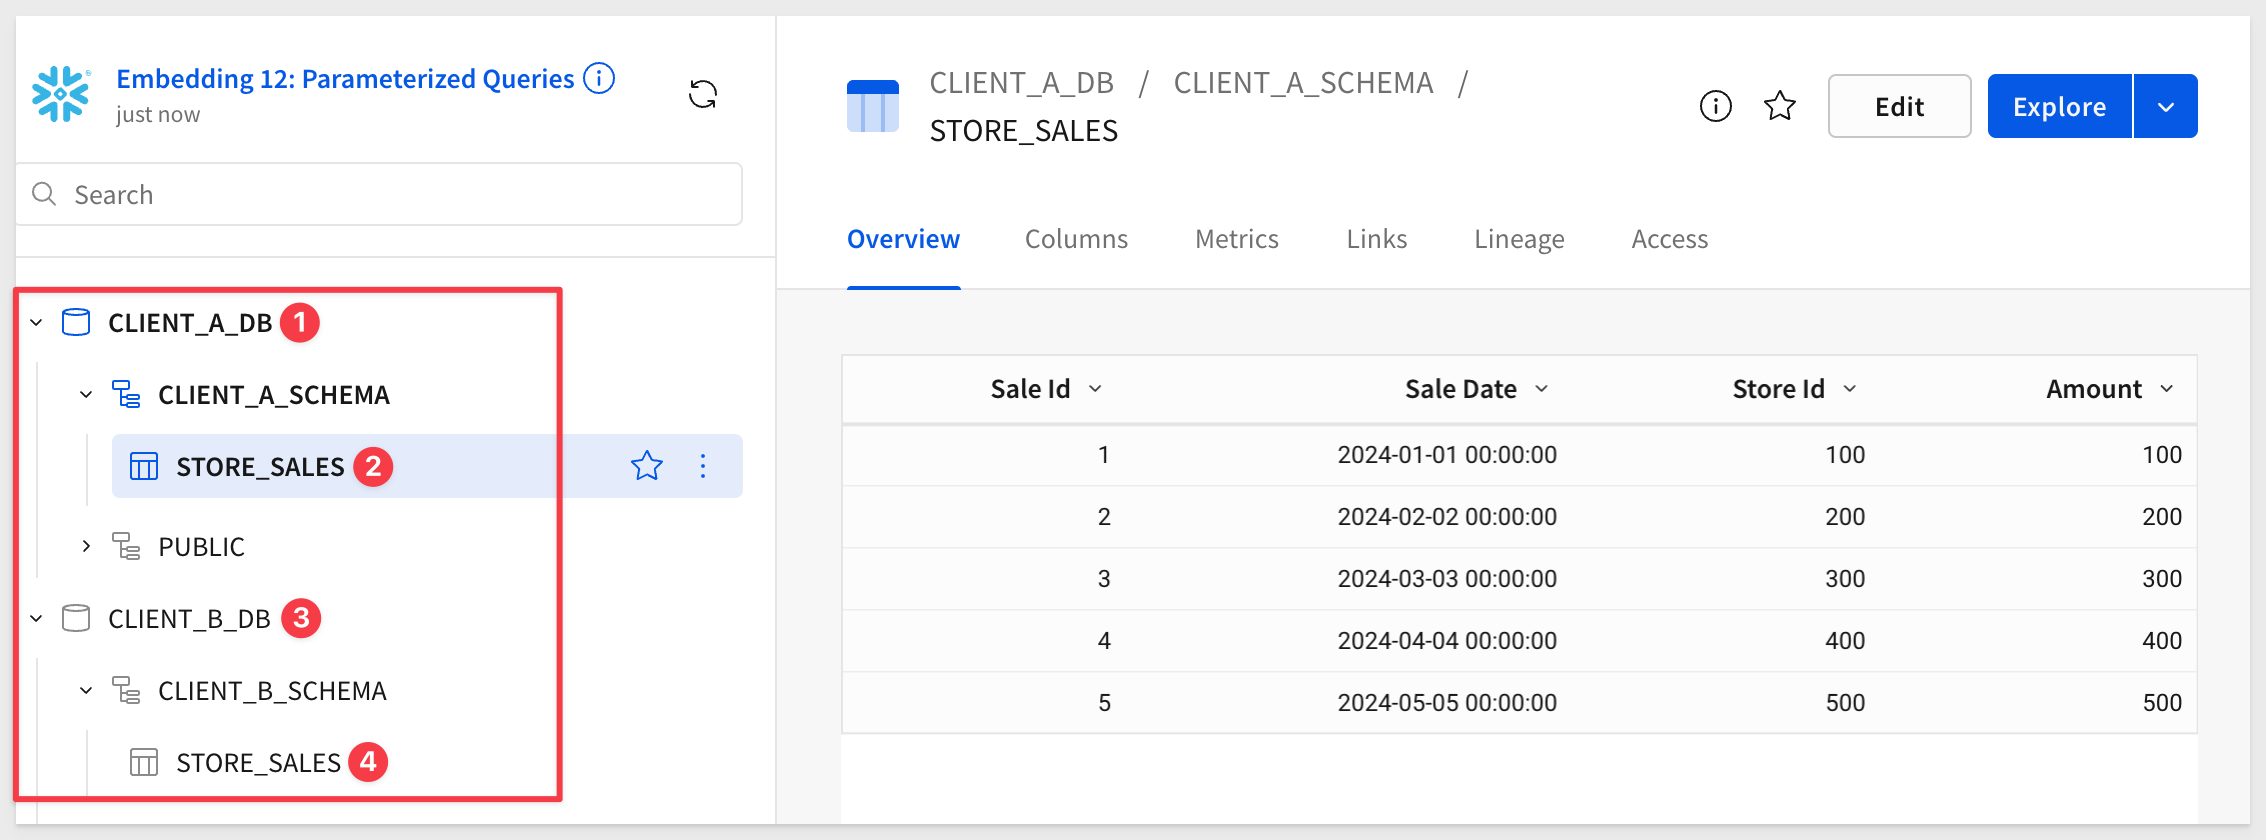 Embedding 12: Parameterized Queries
just now
Search
CLIENT_A_DB 1
CLIENT_A_SCHEMA
STORE_SALES 2
PUBLIC
CLIENT_B_DB 3
CLIENT_B_SCHEMA
STORE_SALES 4
CLIENT_A_DB / CLIENT_A_SCHEMA /
STORE_SALES
Edit Explore
Overview Columns Metrics Links Lineage Access
Sale Id Sale Date Store Id Amount
1 2024-01-01 00:00:00 100 100
2 2024-02-02 00:00:00 200 200
3 2024-03-03 00:00:00 300 300
4 2024-04-04 00:00:00 400 400
5 2024-05-05 00:00:00 500 500